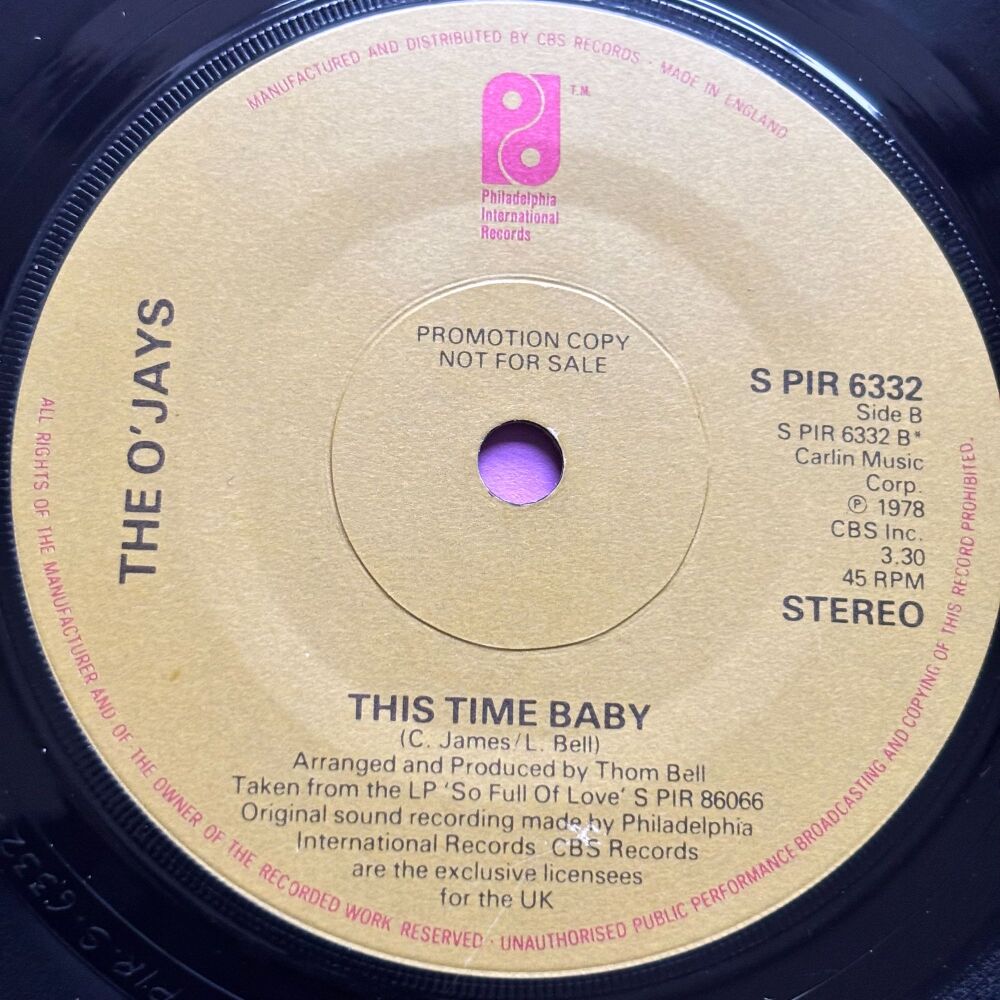 MANUFACTURED AND DISTRIBUTED BY CBS RECORDS · MADE IN ENGLAND
T.M.
Philadelphia
International
Records
PROMOTION COPY
NOT FOR SALE
THE O'JAYS
S PIR 6332
Side B
S PIR 6332 B*
Carlin Music
Corp.
℗ 1978
CBS Inc.
3.30
45 RPM
STEREO
THIS TIME BABY
(C. James/L. Bell)
Arranged and Produced by Thom Bell
Taken from the LP 'So Full Of Love' S PIR 86066
Original sound recording made by Philadelphia
International Records CBS Records
are the exclusive licensees
for the UK
ALL RIGHTS OF THE MANUFACTURER AND OF THE OWNER OF THE RECORDED WORK RESERVED · UNAUTHORISED PUBLIC PERFORMANCE BROADCASTING AND COPYING OF THIS RECORD PROHIBITED.